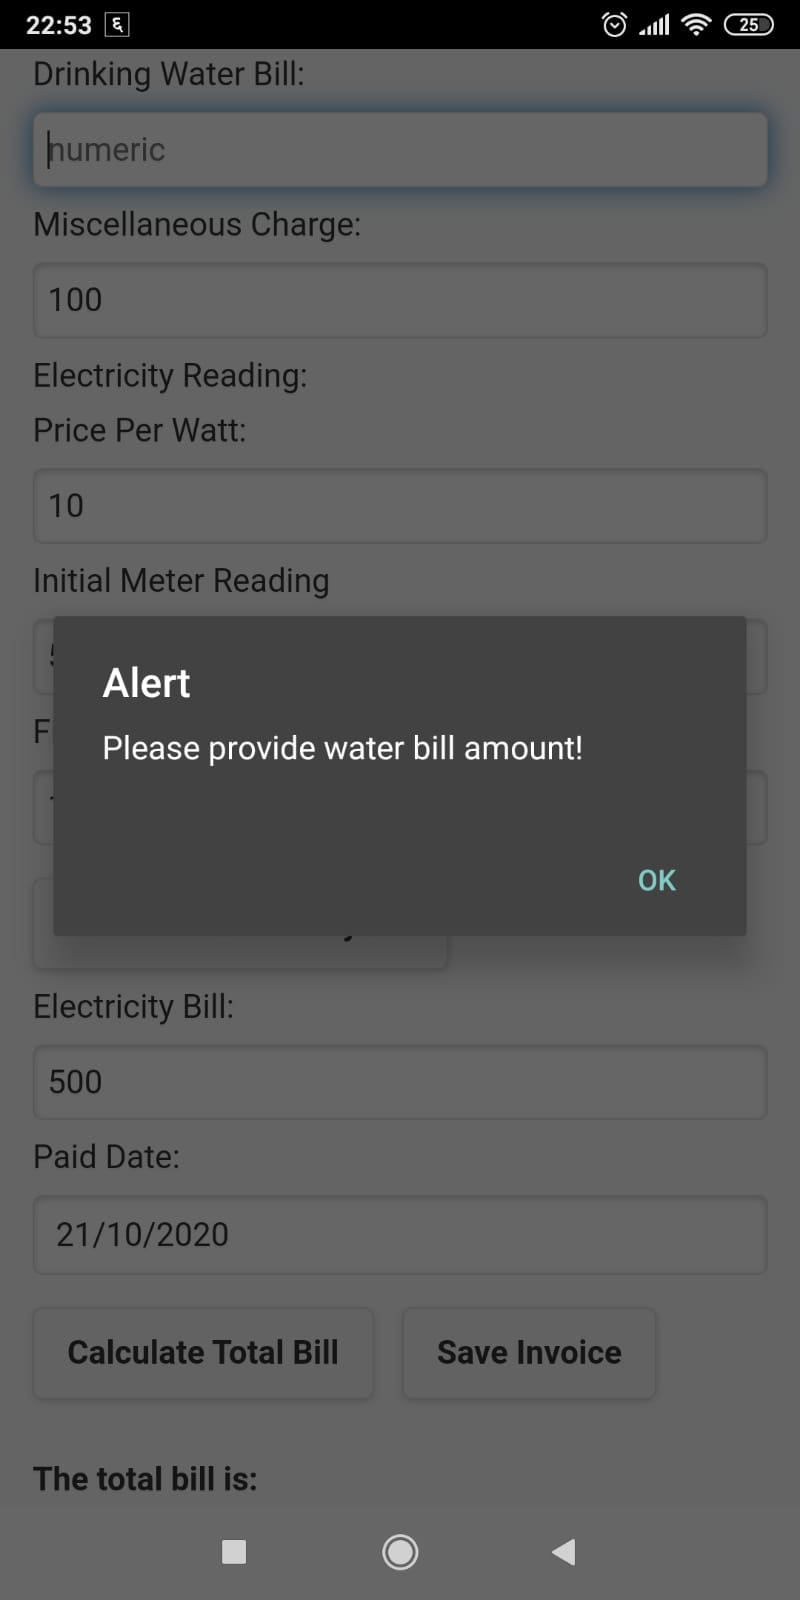 22:53 ६ 25
Drinking Water Bill:
numeric
Miscellaneous Charge:
100
Electricity Reading:
Price Per Watt:
10
Initial Meter Reading
Alert
Please provide water bill amount!
OK
Electricity Bill:
500
Paid Date:
21/10/2020
Calculate Total Bill Save Invoice
The total bill is: